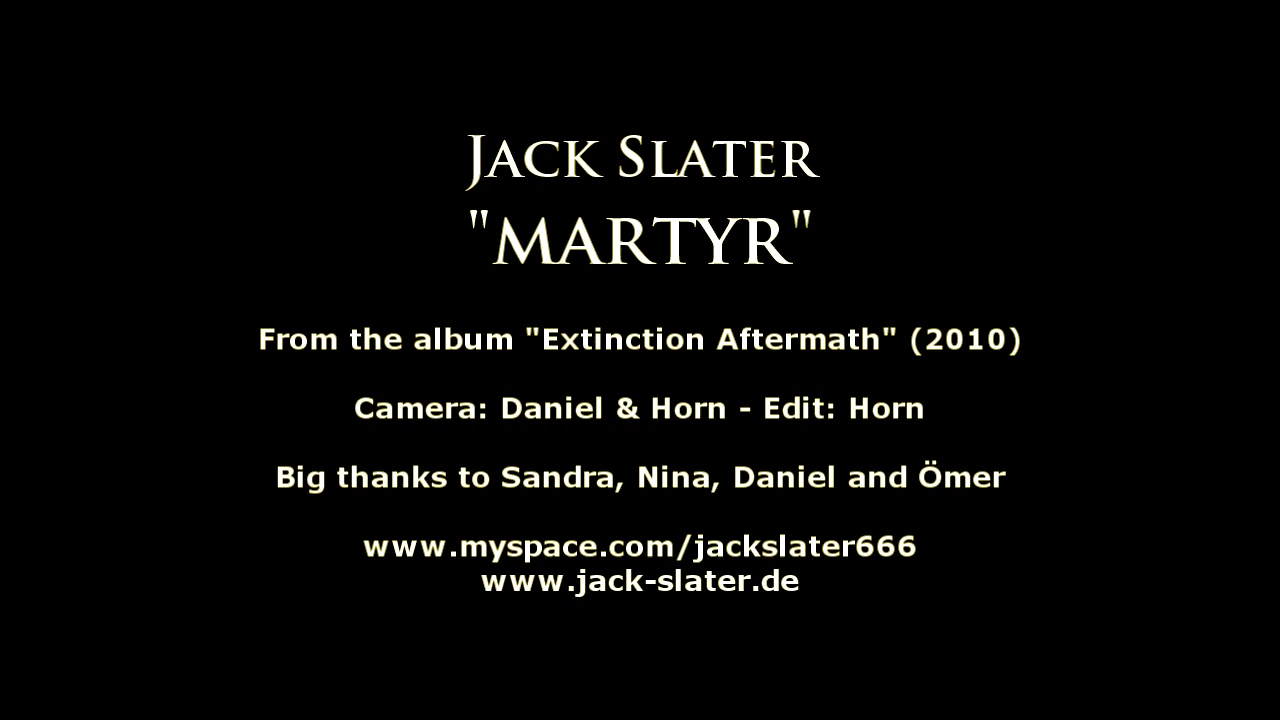 Jack Slater
"MARTYR"
From the album "Extinction Aftermath" (2010)
Camera: Daniel & Horn - Edit: Horn
Big thanks to Sandra, Nina, Daniel and Ömer
www.myspace.com/jackslater666
www.jack-slater.de